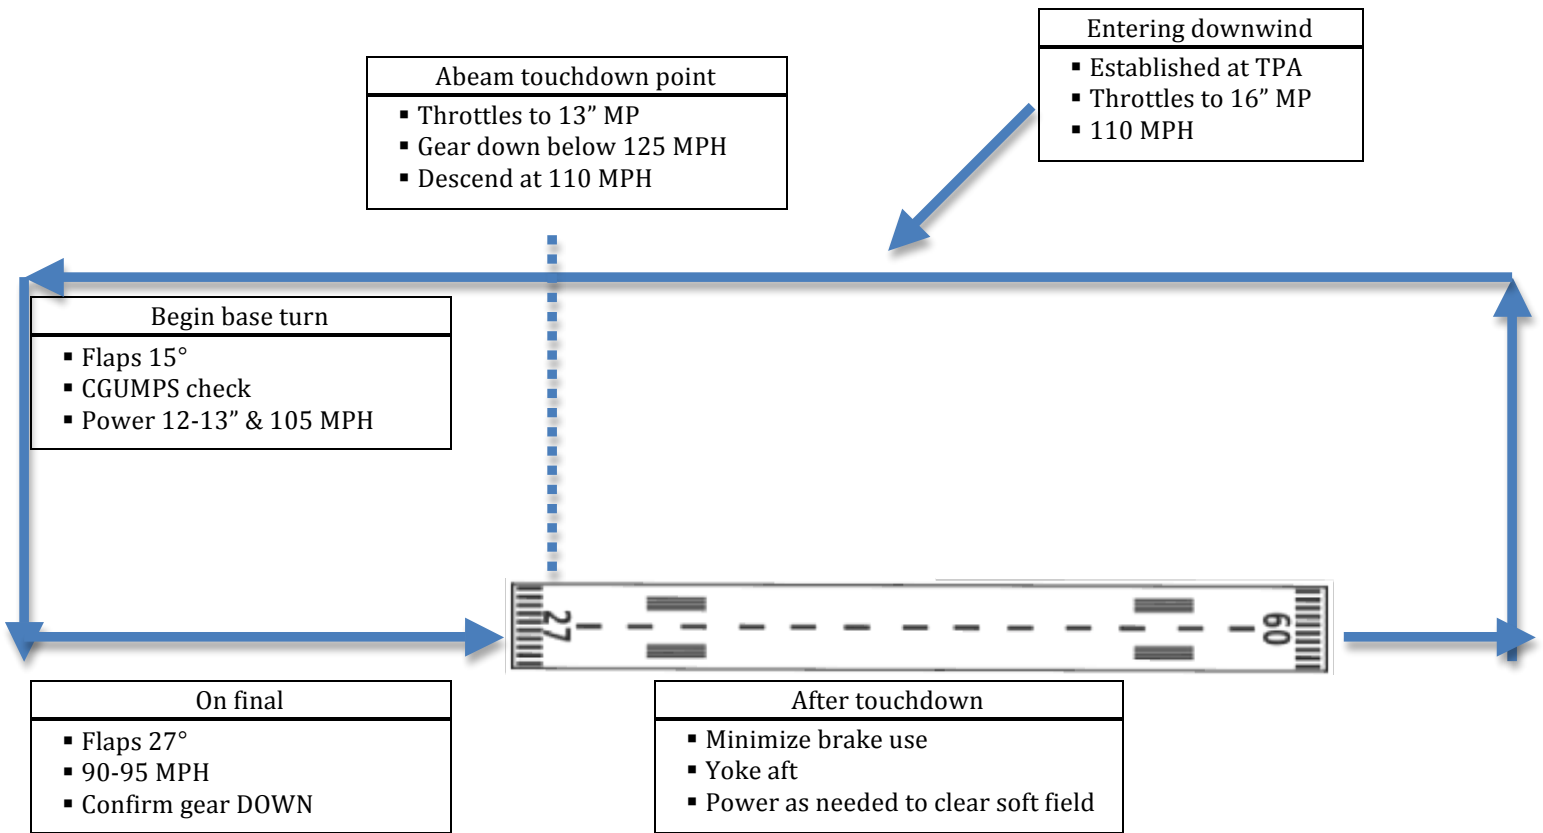 Entering downwind
▪ Established at TPA
▪ Throttles to 16” MP
▪ 110 MPH
Abeam touchdown point
▪ Throttles to 13” MP
▪ Gear down below 125 MPH
▪ Descend at 110 MPH
Begin base turn
▪ Flaps 15°
▪ CGUMPS check
▪ Power 12-13” & 105 MPH
27
09
On final
▪ Flaps 27°
▪ 90-95 MPH
▪ Confirm gear DOWN
After touchdown
▪ Minimize brake use
▪ Yoke aft
▪ Power as needed to clear soft field